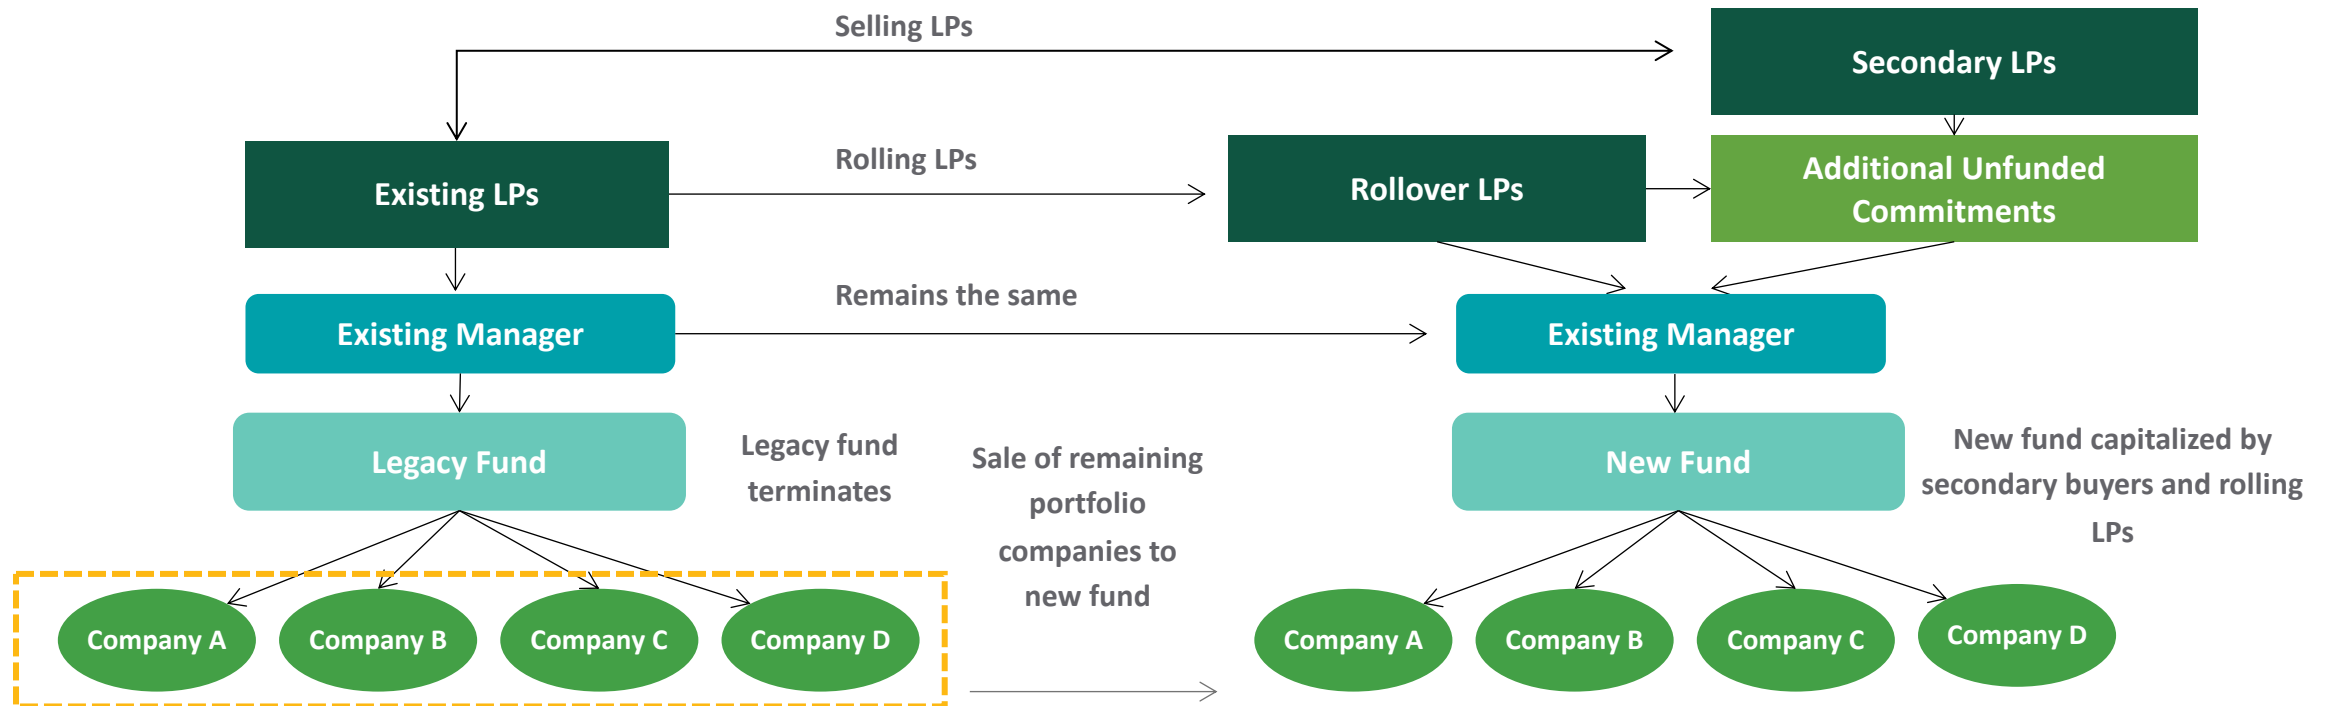 Selling LPs
Secondary LPs
Existing LPs
Rolling LPs
Rollover LPs
Additional Unfunded
Commitments
Existing Manager
Remains the same
Existing Manager
Legacy Fund
Legacy fund
terminates
Sale of remaining
portfolio
companies to
new fund
New Fund
New fund capitalized by
secondary buyers and rolling
LPs
Company A
Company B
Company C
Company D
Company A
Company B
Company C
Company D